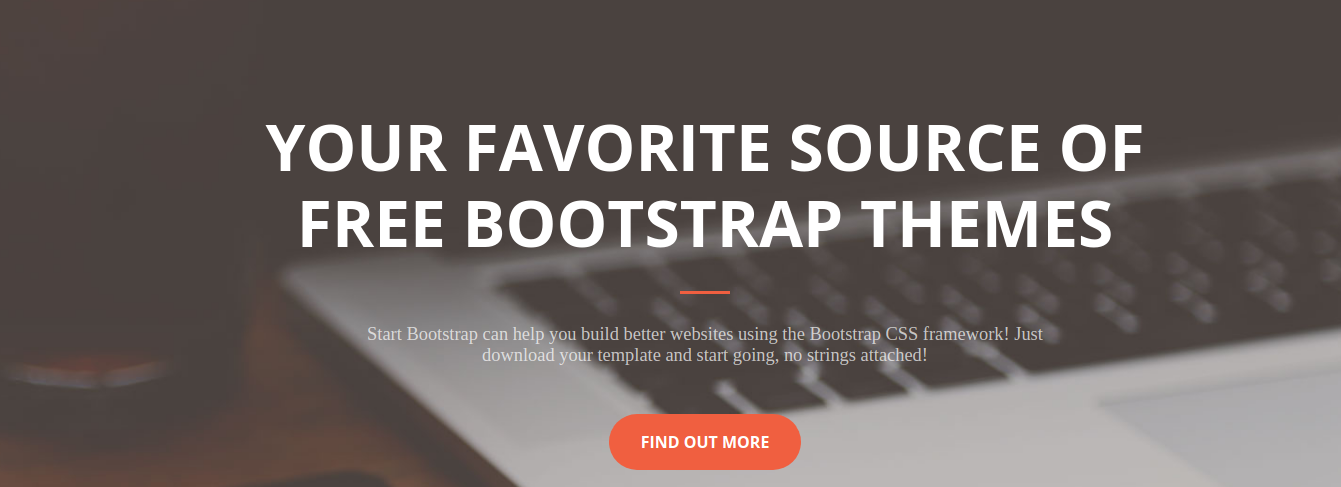 YOUR FAVORITE SOURCE OF
FREE BOOTSTRAP THEMES
Start Bootstrap can help you build better websites using the Bootstrap CSS framework! Just
download your template and start going, no strings attached!
FIND OUT MORE